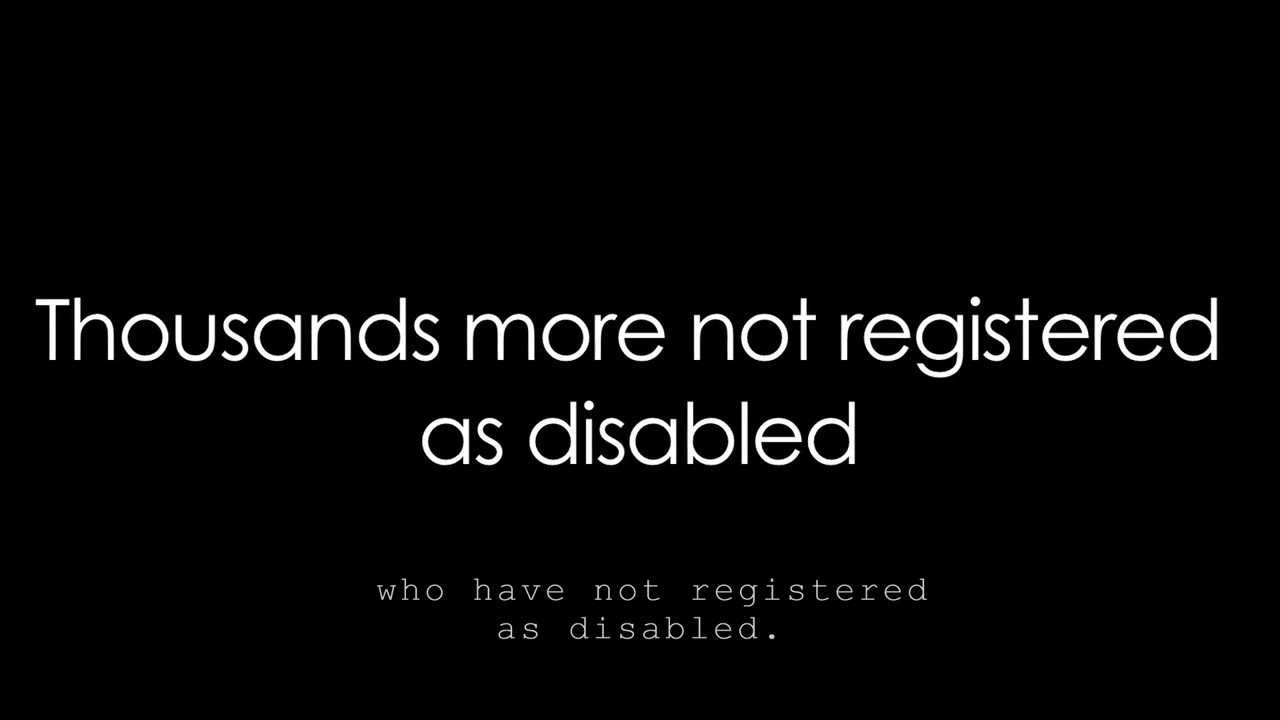 Thousands more not registered
as disabled
who have not registered
as disabled.